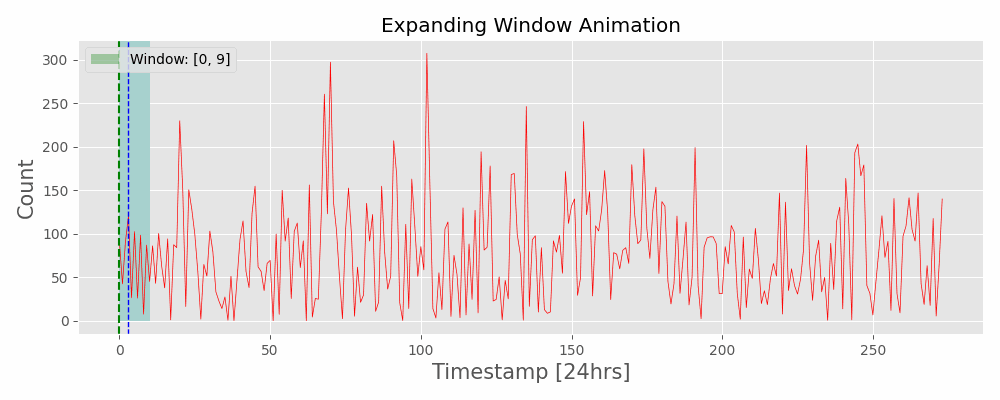 Expanding Window Animation
Window: [0, 9]
300
250
200
150
100
50
0
Count
0 50 100 150 200 250
Timestamp [24hrs]